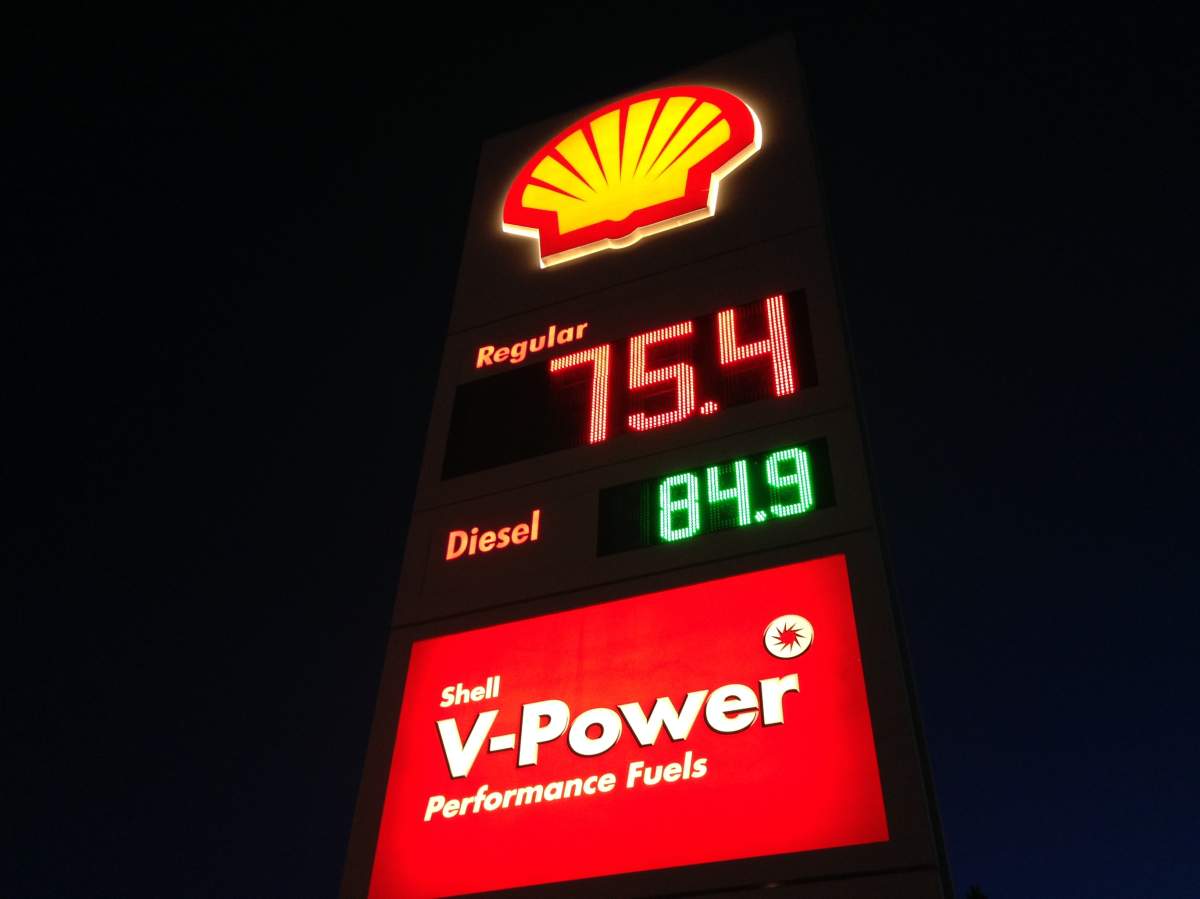 Regular
75.4
Diesel
84.9
Shell
V-Power
Performance Fuels